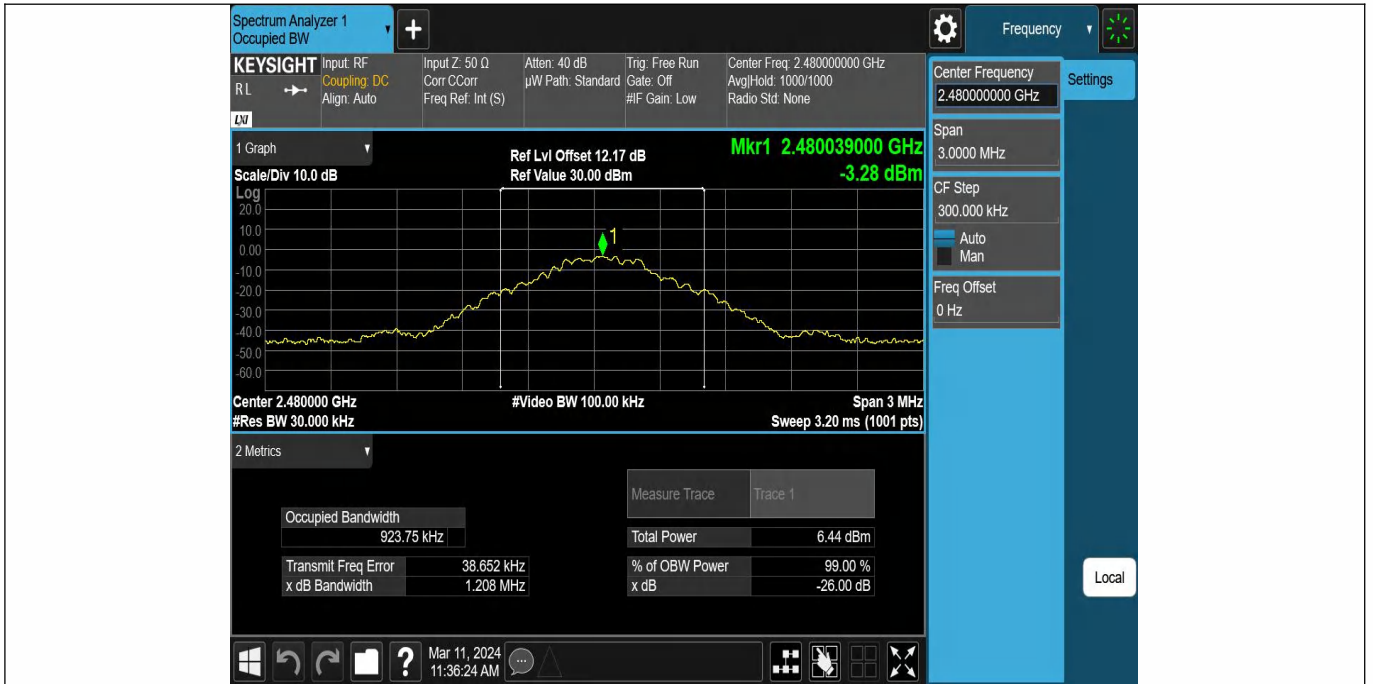 Spectrum Analyzer 1
Occupied BW
+
Frequency
KEYSIGHT
RL
LXI
Input: RF
Coupling: DC
Align: Auto
Input Z: 50 Ω
Corr CCorr
Freq Ref: Int (S)
Atten: 40 dB
µW Path: Standard
Trig: Free Run
Gate: Off
#IF Gain: Low
Center Freq: 2.480000000 GHz
Avg|Hold: 1000/1000
Radio Std: None
Center Frequency
2.480000000 GHz
Settings
Span
3.0000 MHz
CF Step
300.000 kHz
Auto
Man
Freq Offset
0 Hz
Local
1 Graph
Scale/Div 10.0 dB
Ref Lvl Offset 12.17 dB
Ref Value 30.00 dBm
Mkr1 2.480039000 GHz
-3.28 dBm
Log
20.0
10.0
0.00
-10.0
-20.0
-30.0
-40.0
-50.0
-60.0
1
Center 2.480000 GHz
#Video BW 100.00 kHz
Span 3 MHz
#Res BW 30.000 kHz
Sweep 3.20 ms (1001 pts)
2 Metrics
Measure Trace
Trace 1
Occupied Bandwidth
923.75 kHz
Total Power
6.44 dBm
Transmit Freq Error
38.652 kHz
% of OBW Power
99.00 %
x dB Bandwidth
1.208 MHz
x dB
-26.00 dB
?
Mar 11, 2024
11:36:24 AM